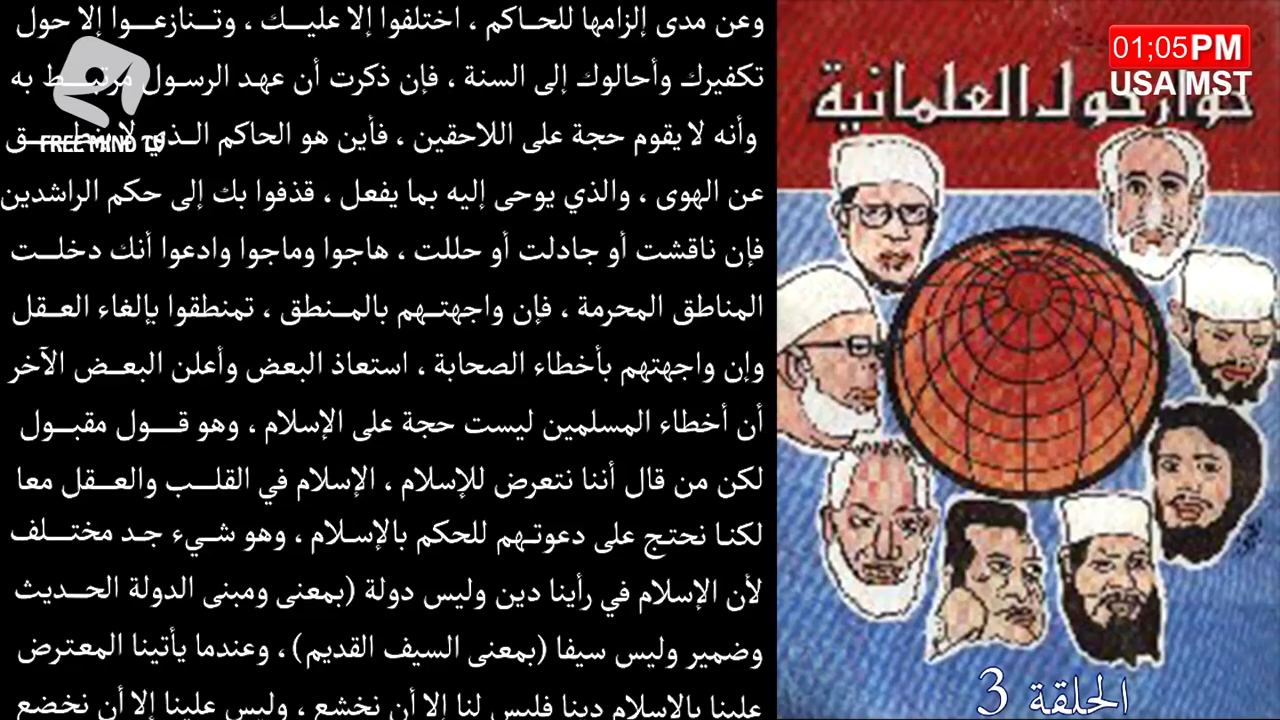 وعن مدى إلزامها للحاكم ، اختلفوا إلا عليك ، وتنازعوا إلا حول
تكفيرك وأحالوك إلى السنة ، فإن ذكرت أن عهد الرسول مرتبط به
وأنه لا يقوم حجة على اللاحقين ، فأين هو الحاكم الذي لا
عن الهوى ، والذي يوحى إليه بما يفعل ، قذفوا بك إلى حكم الراشدين
فإن ناقشت أو جادلت أو حللت ، هاجوا وماجوا وادعوا أنك دخلت
المناطق المحرمة ، فإن واجهتهم بالمنطق ، تمنطقوا بإلغاء العقل
وإن واجهتهم بأخطاء الصحابة ، استعاذ البعض وأعلن البعض الآخر
أن أخطاء المسلمين ليست حجة على الإسلام ، وهو قول مقبول
لكن من قال أننا نتعرض للإسلام ، الإسلام في القلب والعقل معا
لكنا نحتج على دعوتهم للحكم بالإسلام ، وهو شيء جد مختلف
لأن الإسلام في رأينا دين وليس دولة (بمعنى ومبنى الدولة الحديث
وضمير وليس سيفا (بمعنى السيف القديم) ، وعندما يأتينا المعترض
علينا بالإسلام دينا فليس لنا إلا أن نخشع ، وليس علينا إلا أن نخضع
FREE MIND TV
01;05PM
USA MST
حوار حول العلمانية
الحلقة 3